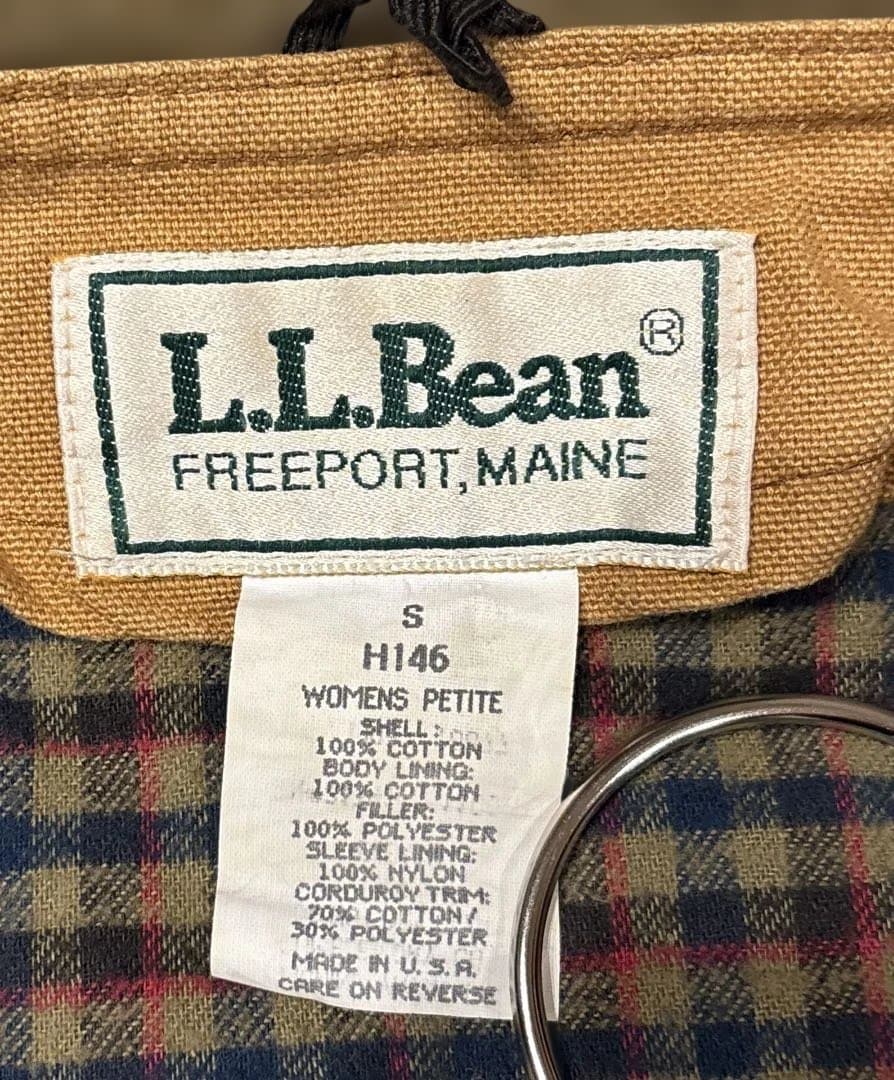 L.L.Bean®
FREEPORT, MAINE
S
H146
WOMENS PETITE
SHELL:
100% COTTON
BODY LINING:
100% COTTON
FILLER:
100% POLYESTER
SLEEVE LINING:
100% NYLON
CORDUROY TRIM:
70% COTTON/
30% POLYESTER
MADE IN U.S.A.
CARE ON REVERSE